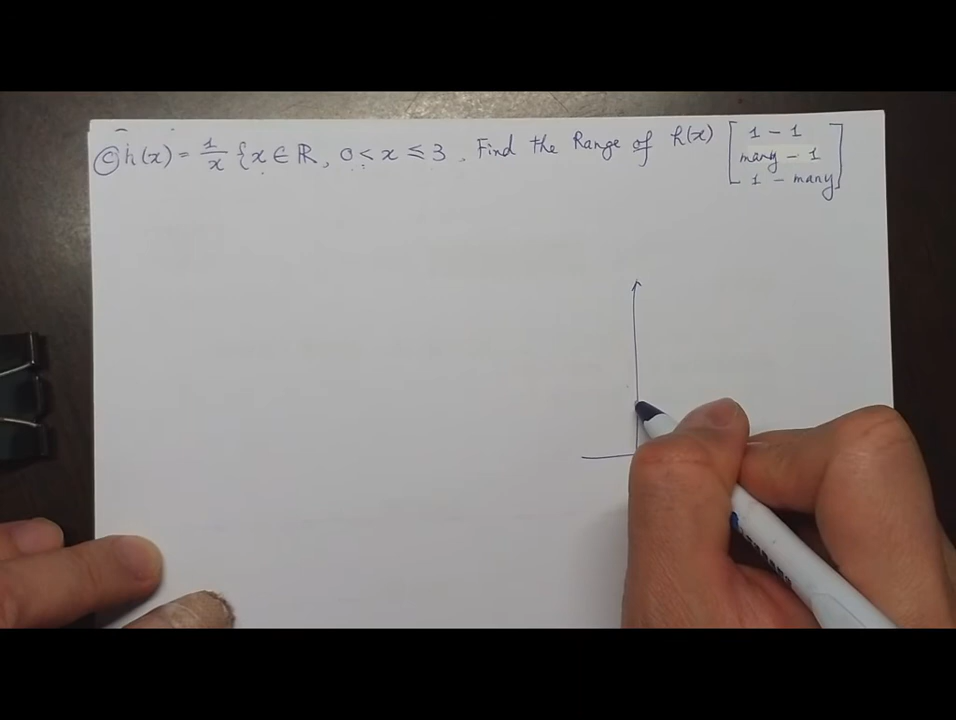 ⓒ h(x) = 1/x {x ∈ ℝ, 0 < x ≤ 3, Find the Range of h(x) [
1 - 1
many - 1
1 - many
]